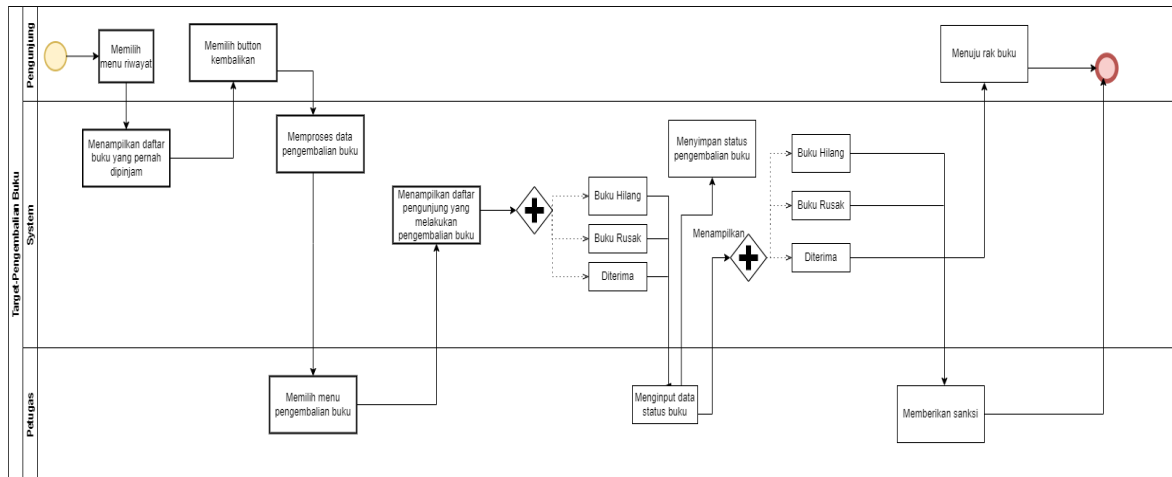 Target-Pengembalian Buku
Pengunjung
Memilih
menu riwayat
Memilih button
kembalikan
Menuju rak buku
System
Menampilkan daftar
buku yang pernah
dipinjam
Memproses data
pengembalian buku
Menampilkan daftar
pengunjung yang
melakukan
pengembalian buku
Buku Hilang
Buku Rusak
Diterima
Menyimpan status
pengembalian buku
Menampilkan
Buku Hilang
Buku Rusak
Diterima
Petugas
Memilih menu
pengembalian buku
Menginput data
status buku
Memberikan sanksi